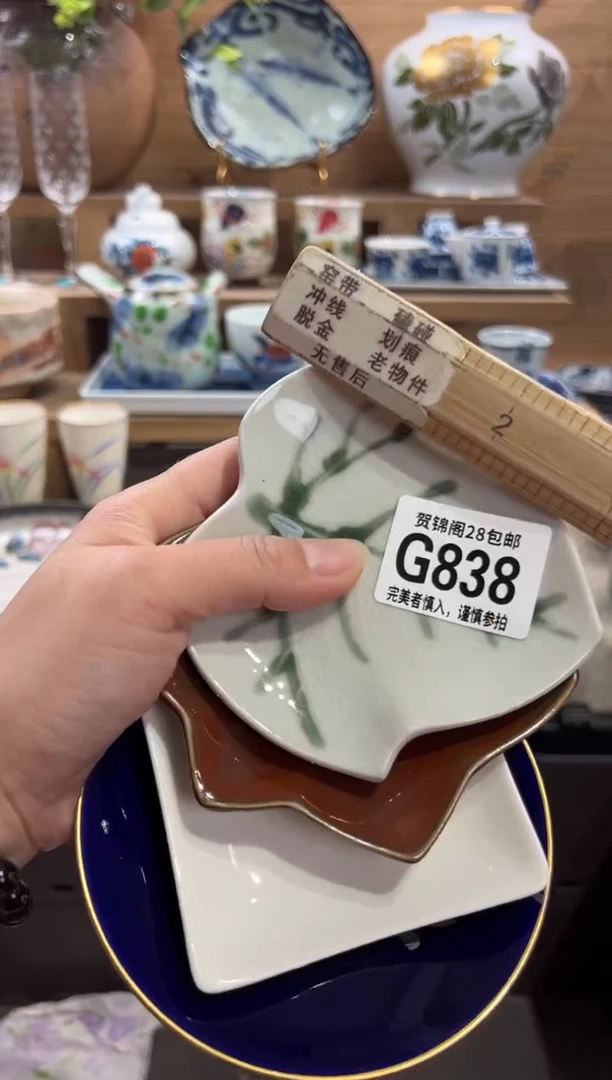 窑带 磕碰
冲线 划痕
脱金 老物件
无售后
2
贺锦阁28包邮
G838
完美者慎入，谨慎参拍